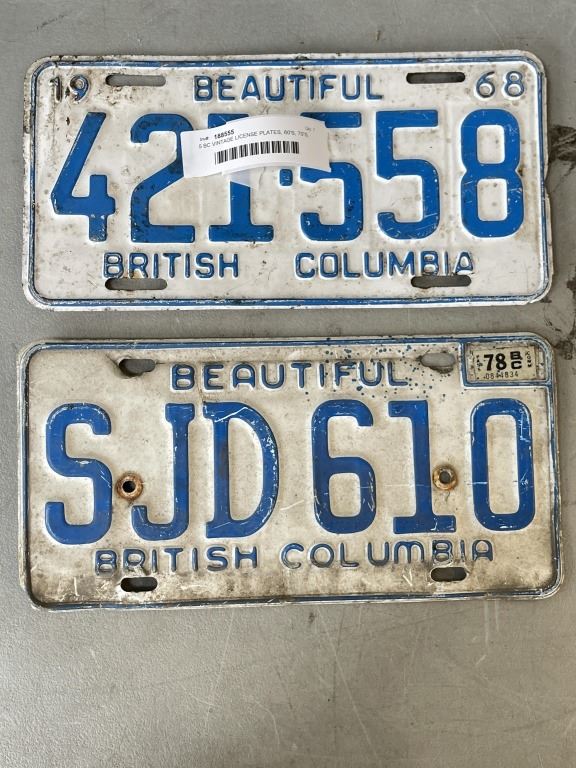 19 BEAUTIFUL 68
188555
5 BC VINTAGE LICENSE PLATES, 60'S, 70'S,
421·558
BRITISH COLUMBIA
BEAUTIFUL
78 BC
SJD 610
BRITISH COLUMBIA